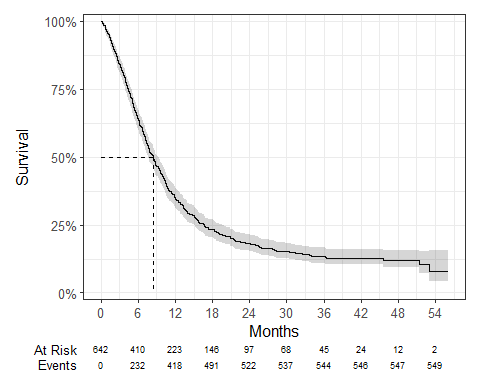 100%
75%
50%
25%
0%
Survival
0 6 12 18 24 30 36 42 48 54
Months
At Risk 642 410 223 146 97 68 45 24 12 2
Events 0 232 418 491 522 537 544 546 547 549